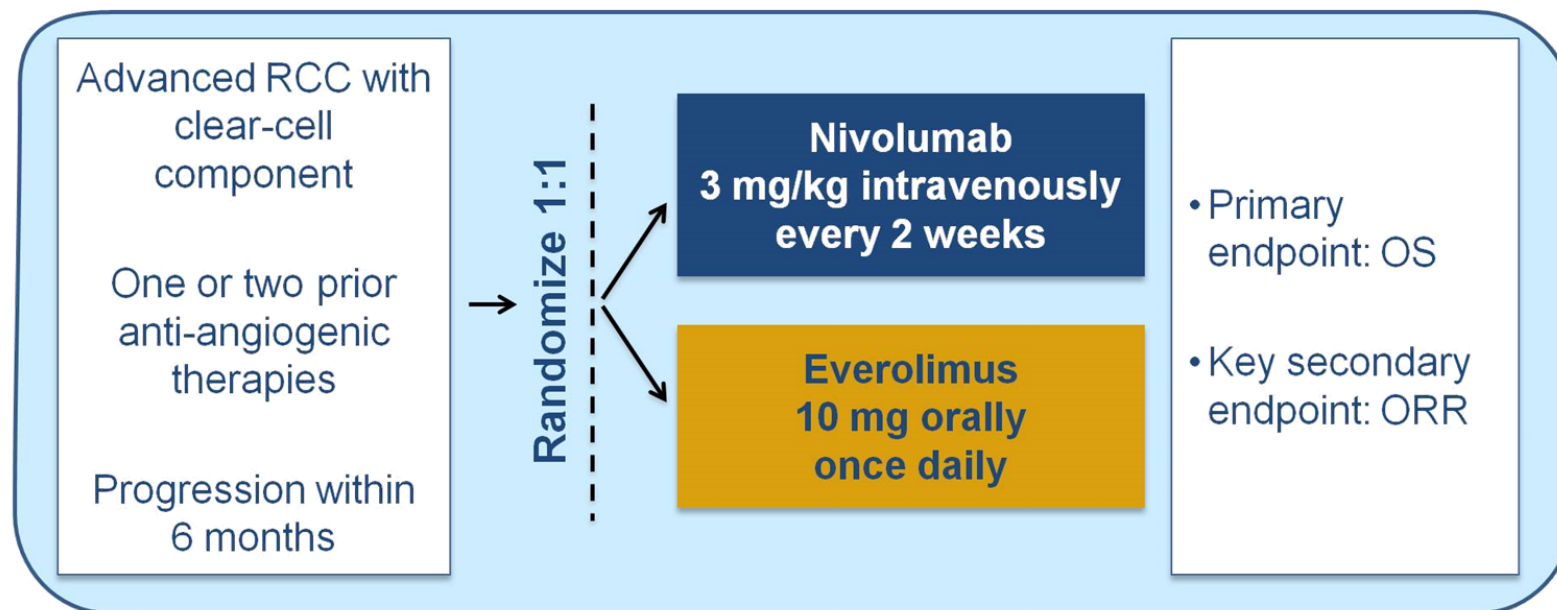 Advanced RCC with
clear-cell
component
One or two prior
anti-angiogenic
therapies
Progression within
6 months
Randomize 1:1
Nivolumab
3 mg/kg intravenously
every 2 weeks
Everolimus
10 mg orally
once daily
• Primary
endpoint: OS
• Key secondary
endpoint: ORR